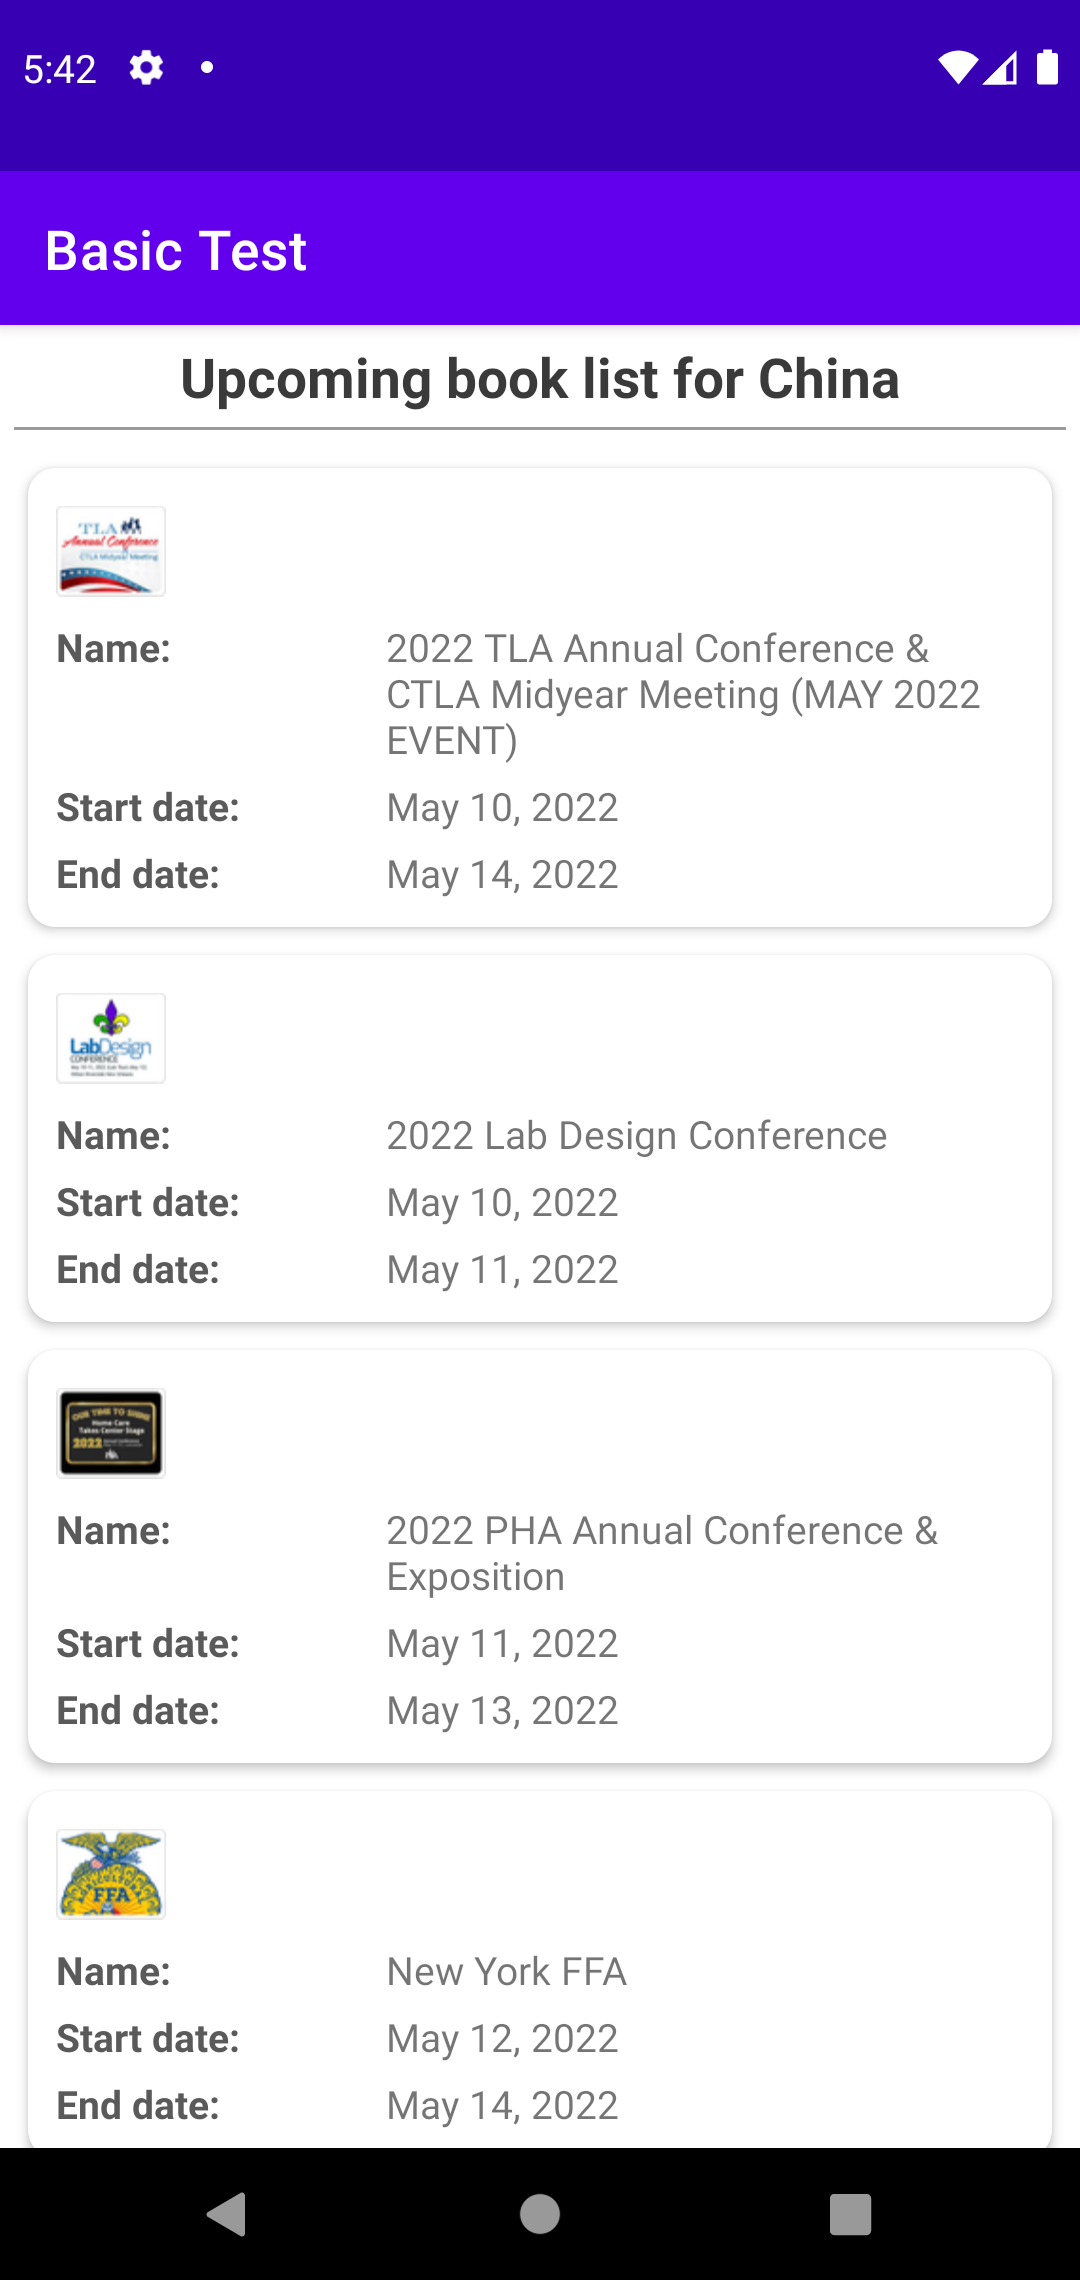 5:42
Basic Test
Upcoming book list for China
TLA
Annual Conference
CTLA Midyear Meeting
Name: 2022 TLA Annual Conference &
CTLA Midyear Meeting (MAY 2022
EVENT)
Start date: May 10, 2022
End date: May 14, 2022
LabDesign
CONFERENCE
Name: 2022 Lab Design Conference
Start date: May 10, 2022
End date: May 11, 2022
OUR TIME TO SHINE
Home Care
Takes Center Stage
2022
Name: 2022 PHA Annual Conference &
Exposition
Start date: May 11, 2022
End date: May 13, 2022
FFA
Name: New York FFA
Start date: May 12, 2022
End date: May 14, 2022